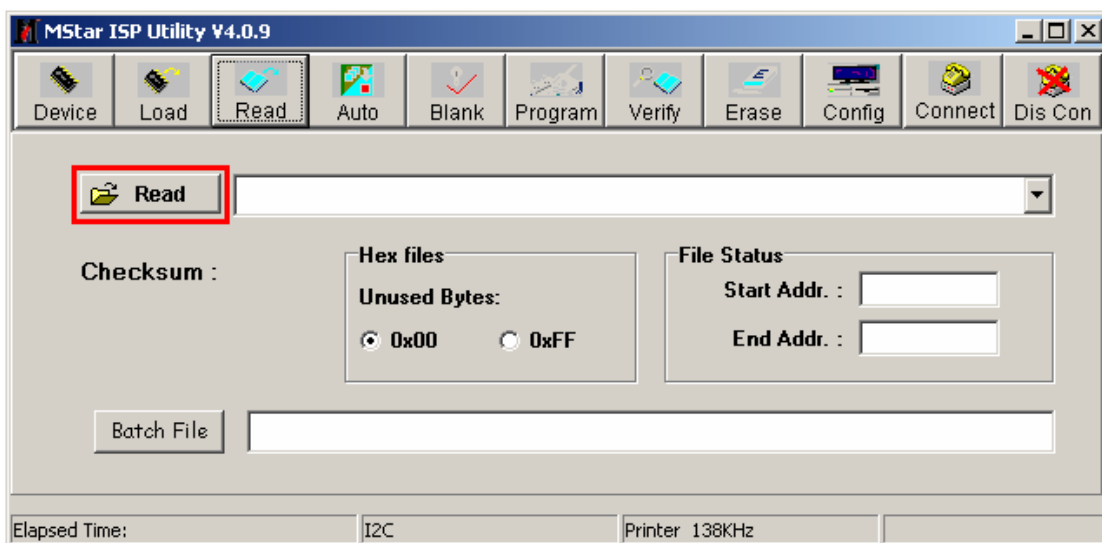 MStar ISP Utility V4.0.9
Device Load Read Auto Blank Program Verify Erase Config Connect Dis Con
Read
Checksum :
Hex files
Unused Bytes:
0x00 0xFF
File Status
Start Addr. :
End Addr. :
Batch File
Elapsed Time: I2C Printer 138KHz